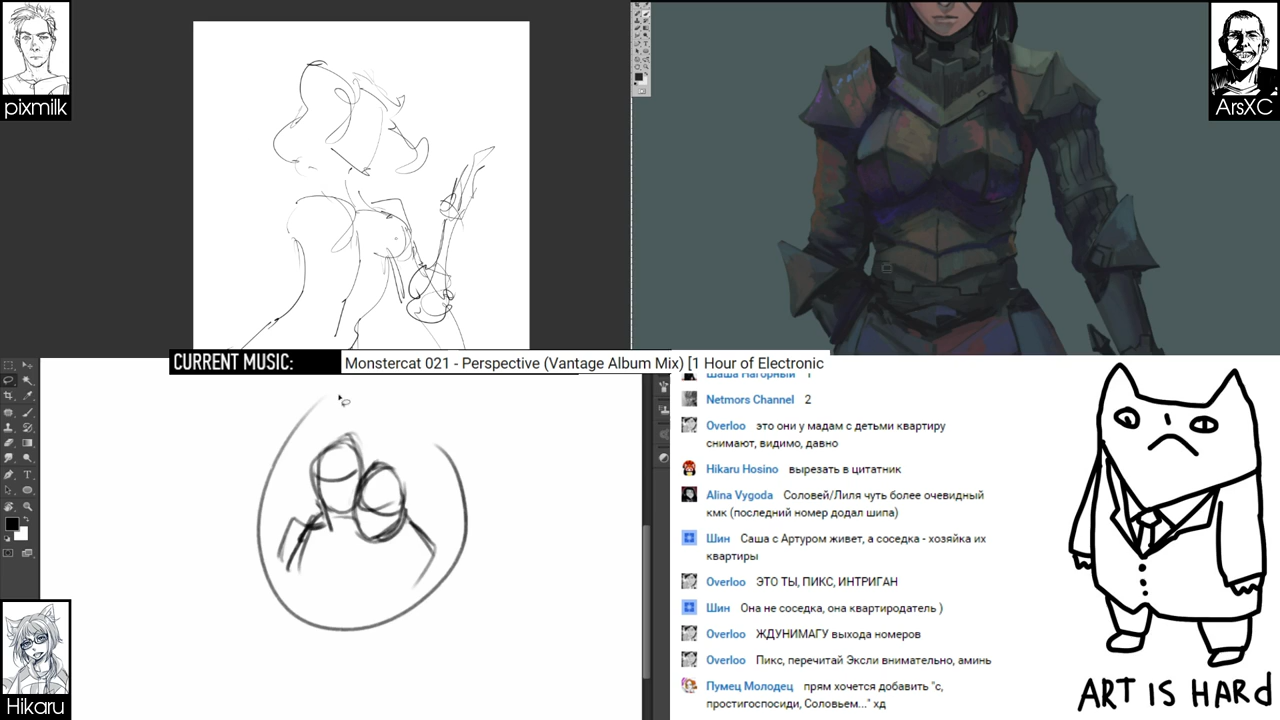 pixmilk
ArsXC
CURRENT MUSIC:
Monstercat 021 - Perspective (Vantage Album Mix) [1 Hour of Electronic
Шаша Нагорный 1
Netmors Channel 2
Overloo это они у мадам с детьми квартиру
снимают, видимо, давно
Hikaru Hosino вырезать в цитатник
Alina Vygoda Соловей/Лиля чуть более очевидный
кмк (последний номер додал шипа)
Шин Саша с Артуром живет, а соседка - хозяйка их
квартиры
Overloo ЭТО ТЫ, ПИКС, ИНТРИГАН
Шин Она не соседка, она квартиродатель )
Overloo ЖДУНИМАГУ выхода номеров
Overloo Пикс, перечитай Эксли внимательно, аминь
Пумец Молодец прям хочется добавить "с,
простигоспосиди, Соловьем..." хд
Hikaru
ART IS HARd